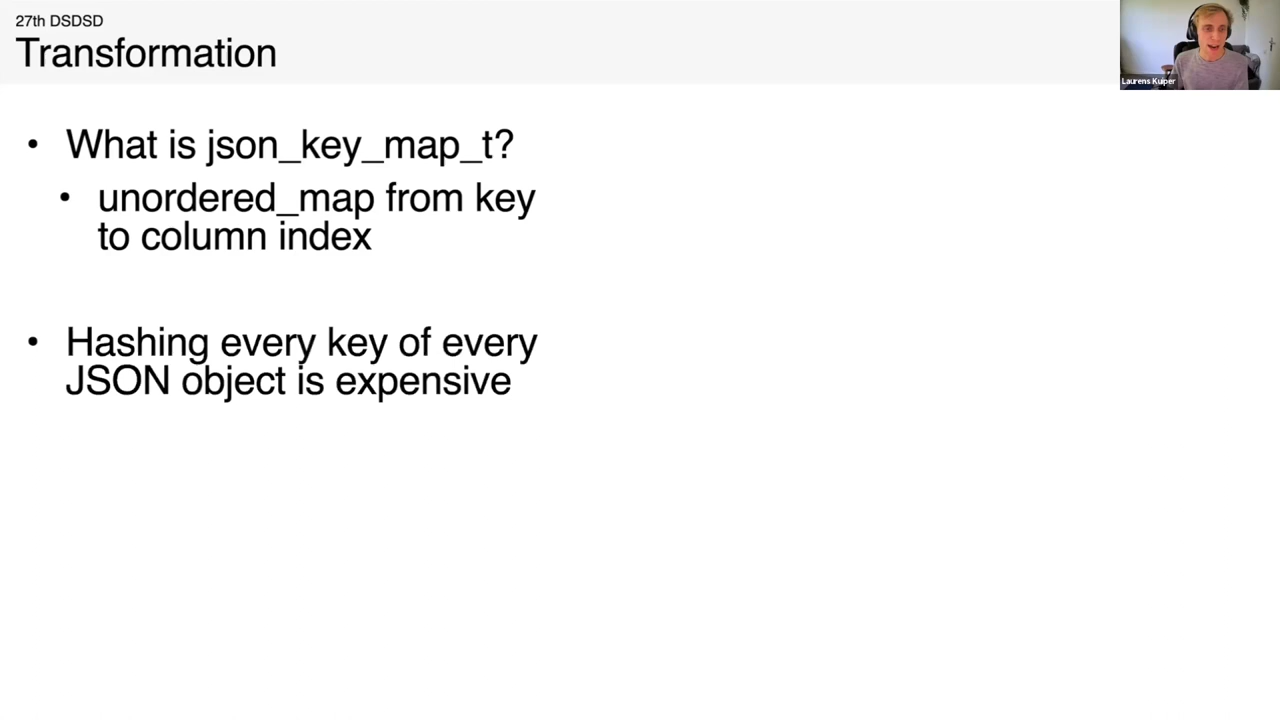 27th DSDSD
Transformation
Laurens Kuiper
• What is json_key_map_t?
• unordered_map from key
to column index
• Hashing every key of every
JSON object is expensive